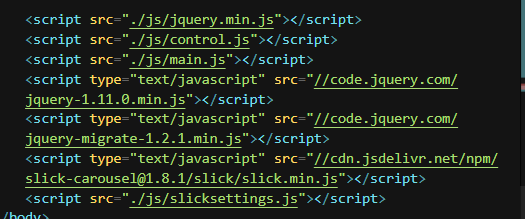 <script src="./js/jquery.min.js"></script>
<script src="./js/control.js"></script>
<script src="./js/main.js"></script>
<script type="text/javascript" src="//code.jquery.com/
jquery-1.11.0.min.js"></script>
<script type="text/javascript" src="//code.jquery.com/
jquery-migrate-1.2.1.min.js"></script>
<script type="text/javascript" src="//cdn.jsdelivr.net/npm/
slick-carousel@1.8.1/slick/slick.min.js"></script>
<script src="./js/slicksettings.js"></script>
/body>